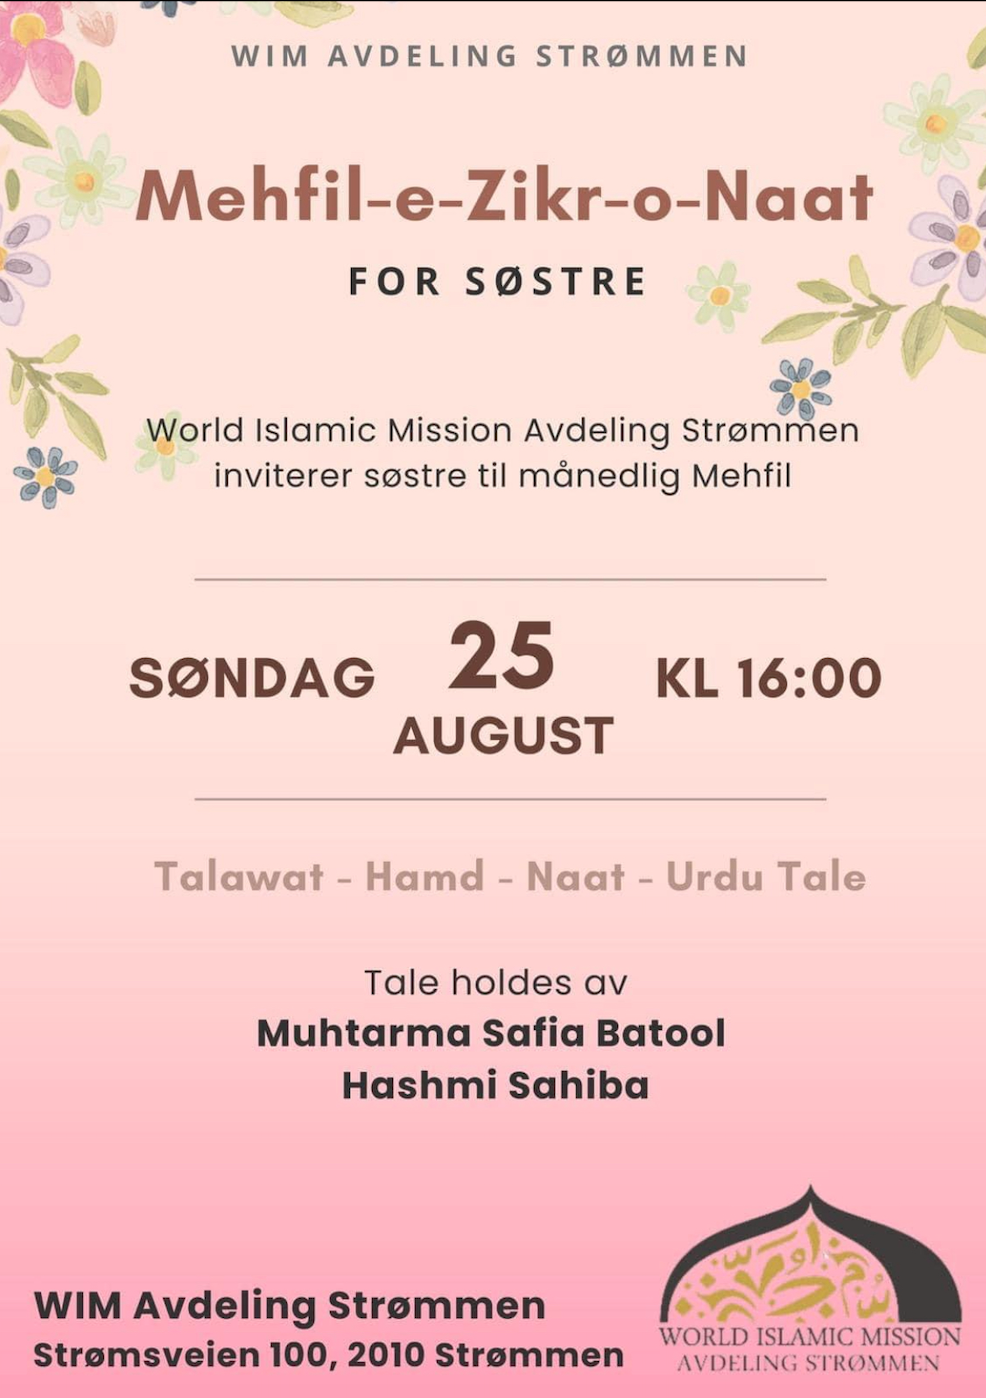 WIM AVDELING STRØMMEN
Mehfil-e-Zikr-o-Naat
FOR SØSTRE
World Islamic Mission Avdeling Strømmen
inviterer søstre til månedlig Mehfil
SØNDAG 25 KL 16:00
AUGUST
Talawat - Hamd - Naat - Urdu Tale
Tale holdes av
Muhtarma Safia Batool
Hashmi Sahiba
WIM Avdeling Strømmen
Strømsveien 100, 2010 Strømmen
WORLD ISLAMIC MISSION
AVDELING STRØMMEN